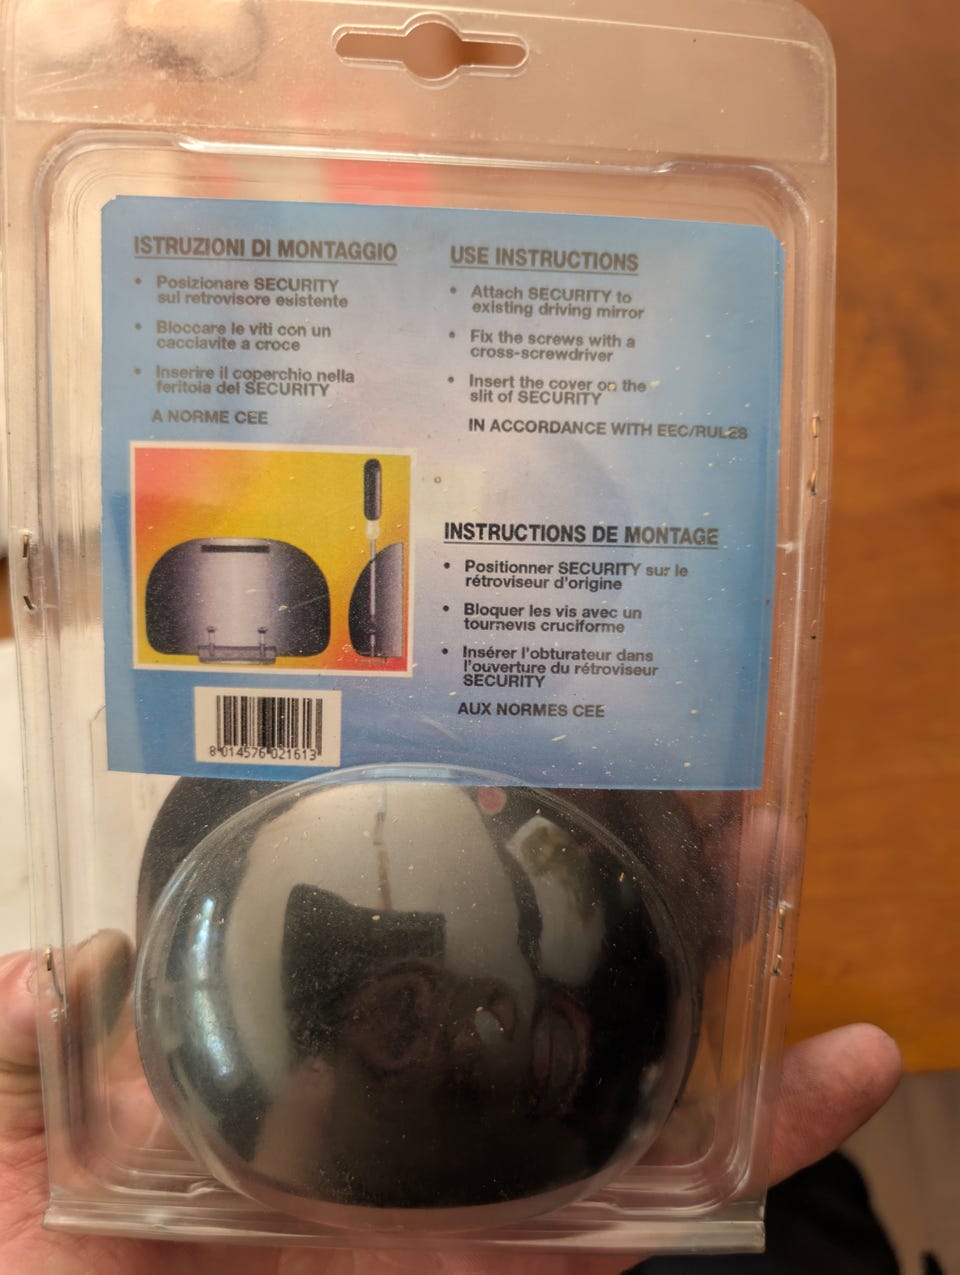 ISTRUZIONI DI MONTAGGIO
• Posizionare SECURITY
sul retrovisore esistente
• Bloccare le viti con un
cacciavite a croce
• Inserire il coperchio nella
feritoia del SECURITY
A NORME CEE
USE INSTRUCTIONS
• Attach SECURITY to
existing driving mirror
• Fix the screws with a
cross-screwdriver
• Insert the cover on the
slit of SECURITY
IN ACCORDANCE WITH EEC/RULES
INSTRUCTIONS DE MONTAGE
• Positionner SECURITY sur le
rétroviseur d'origine
• Bloquer les vis avec un
tournevis cruciforme
• Insérer l'obturateur dans
l'ouverture du rétroviseur
SECURITY
AUX NORMES CEE
8 014576 021613